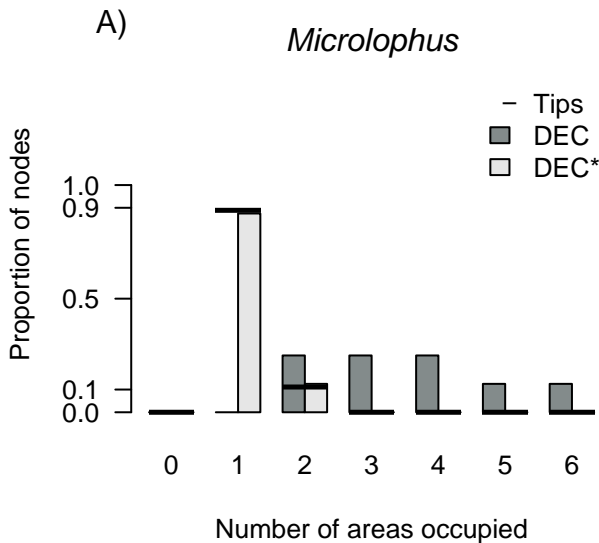 A)
Microlophus
Tips
DEC
DEC*
Proportion of nodes
1.0
0.9
0.5
0.1
0.0
0 1 2 3 4 5 6
Number of areas occupied